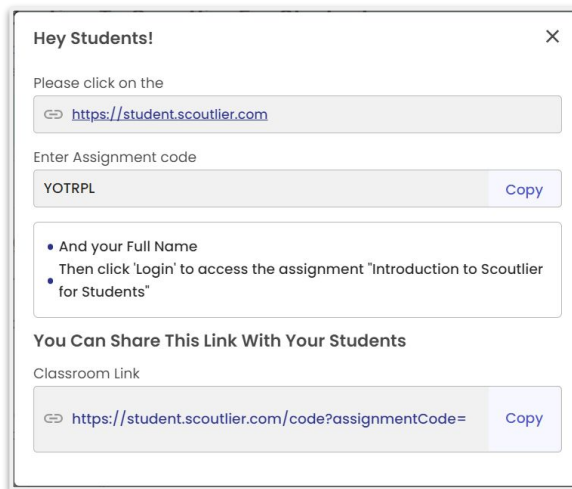 Hey Students!
Please click on the
https://student.scoutlier.com
Enter Assignment code
YOTRPL
Copy
And your Full Name
Then click 'Login' to access the assignment "Introduction to Scoutlier
for Students"
You Can Share This Link With Your Students
Classroom Link
https://student.scoutlier.com/code?assignmentCode=
Copy